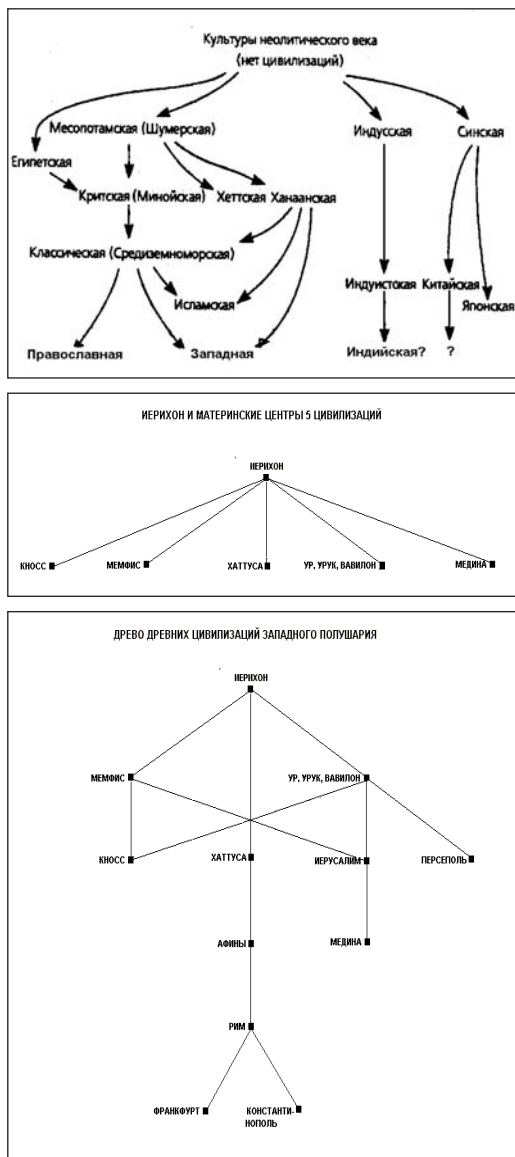 Культуры неолитического века
(нет цивилизаций)
Месопотамская (Шумерская)
Индусская
Синская
Египетская
Критская (Минойская)
Хеттская
Ханаанская
Классическая (Средиземноморская)
Исламская
Индуистская
Китайская
Японская
Православная
Западная
Индийская?
?
ИЕРИХОН И МАТЕРИНСКИЕ ЦЕНТРЫ 5 ЦИВИЛИЗАЦИЙ
ИЕРИХОН
КНОСС
МЕМФИС
ХАТТУСА
УР, УРУК, ВАВИЛОН
МЕДИНА
ДРЕВО ДРЕВНИХ ЦИВИЛИЗАЦИЙ ЗАПАДНОГО ПОЛУШАРИЯ
ИЕРИХОН
МЕМФИС
УР, УРУК, ВАВИЛОН
КНОСС
ХАТТУСА
ИЕРУСАЛИМ
ПЕРСЕПОЛЬ
АФИНЫ
МЕДИНА
РИМ
ФРАНКФУРТ
КОНСТАНТИ-
НОПОЛЬ